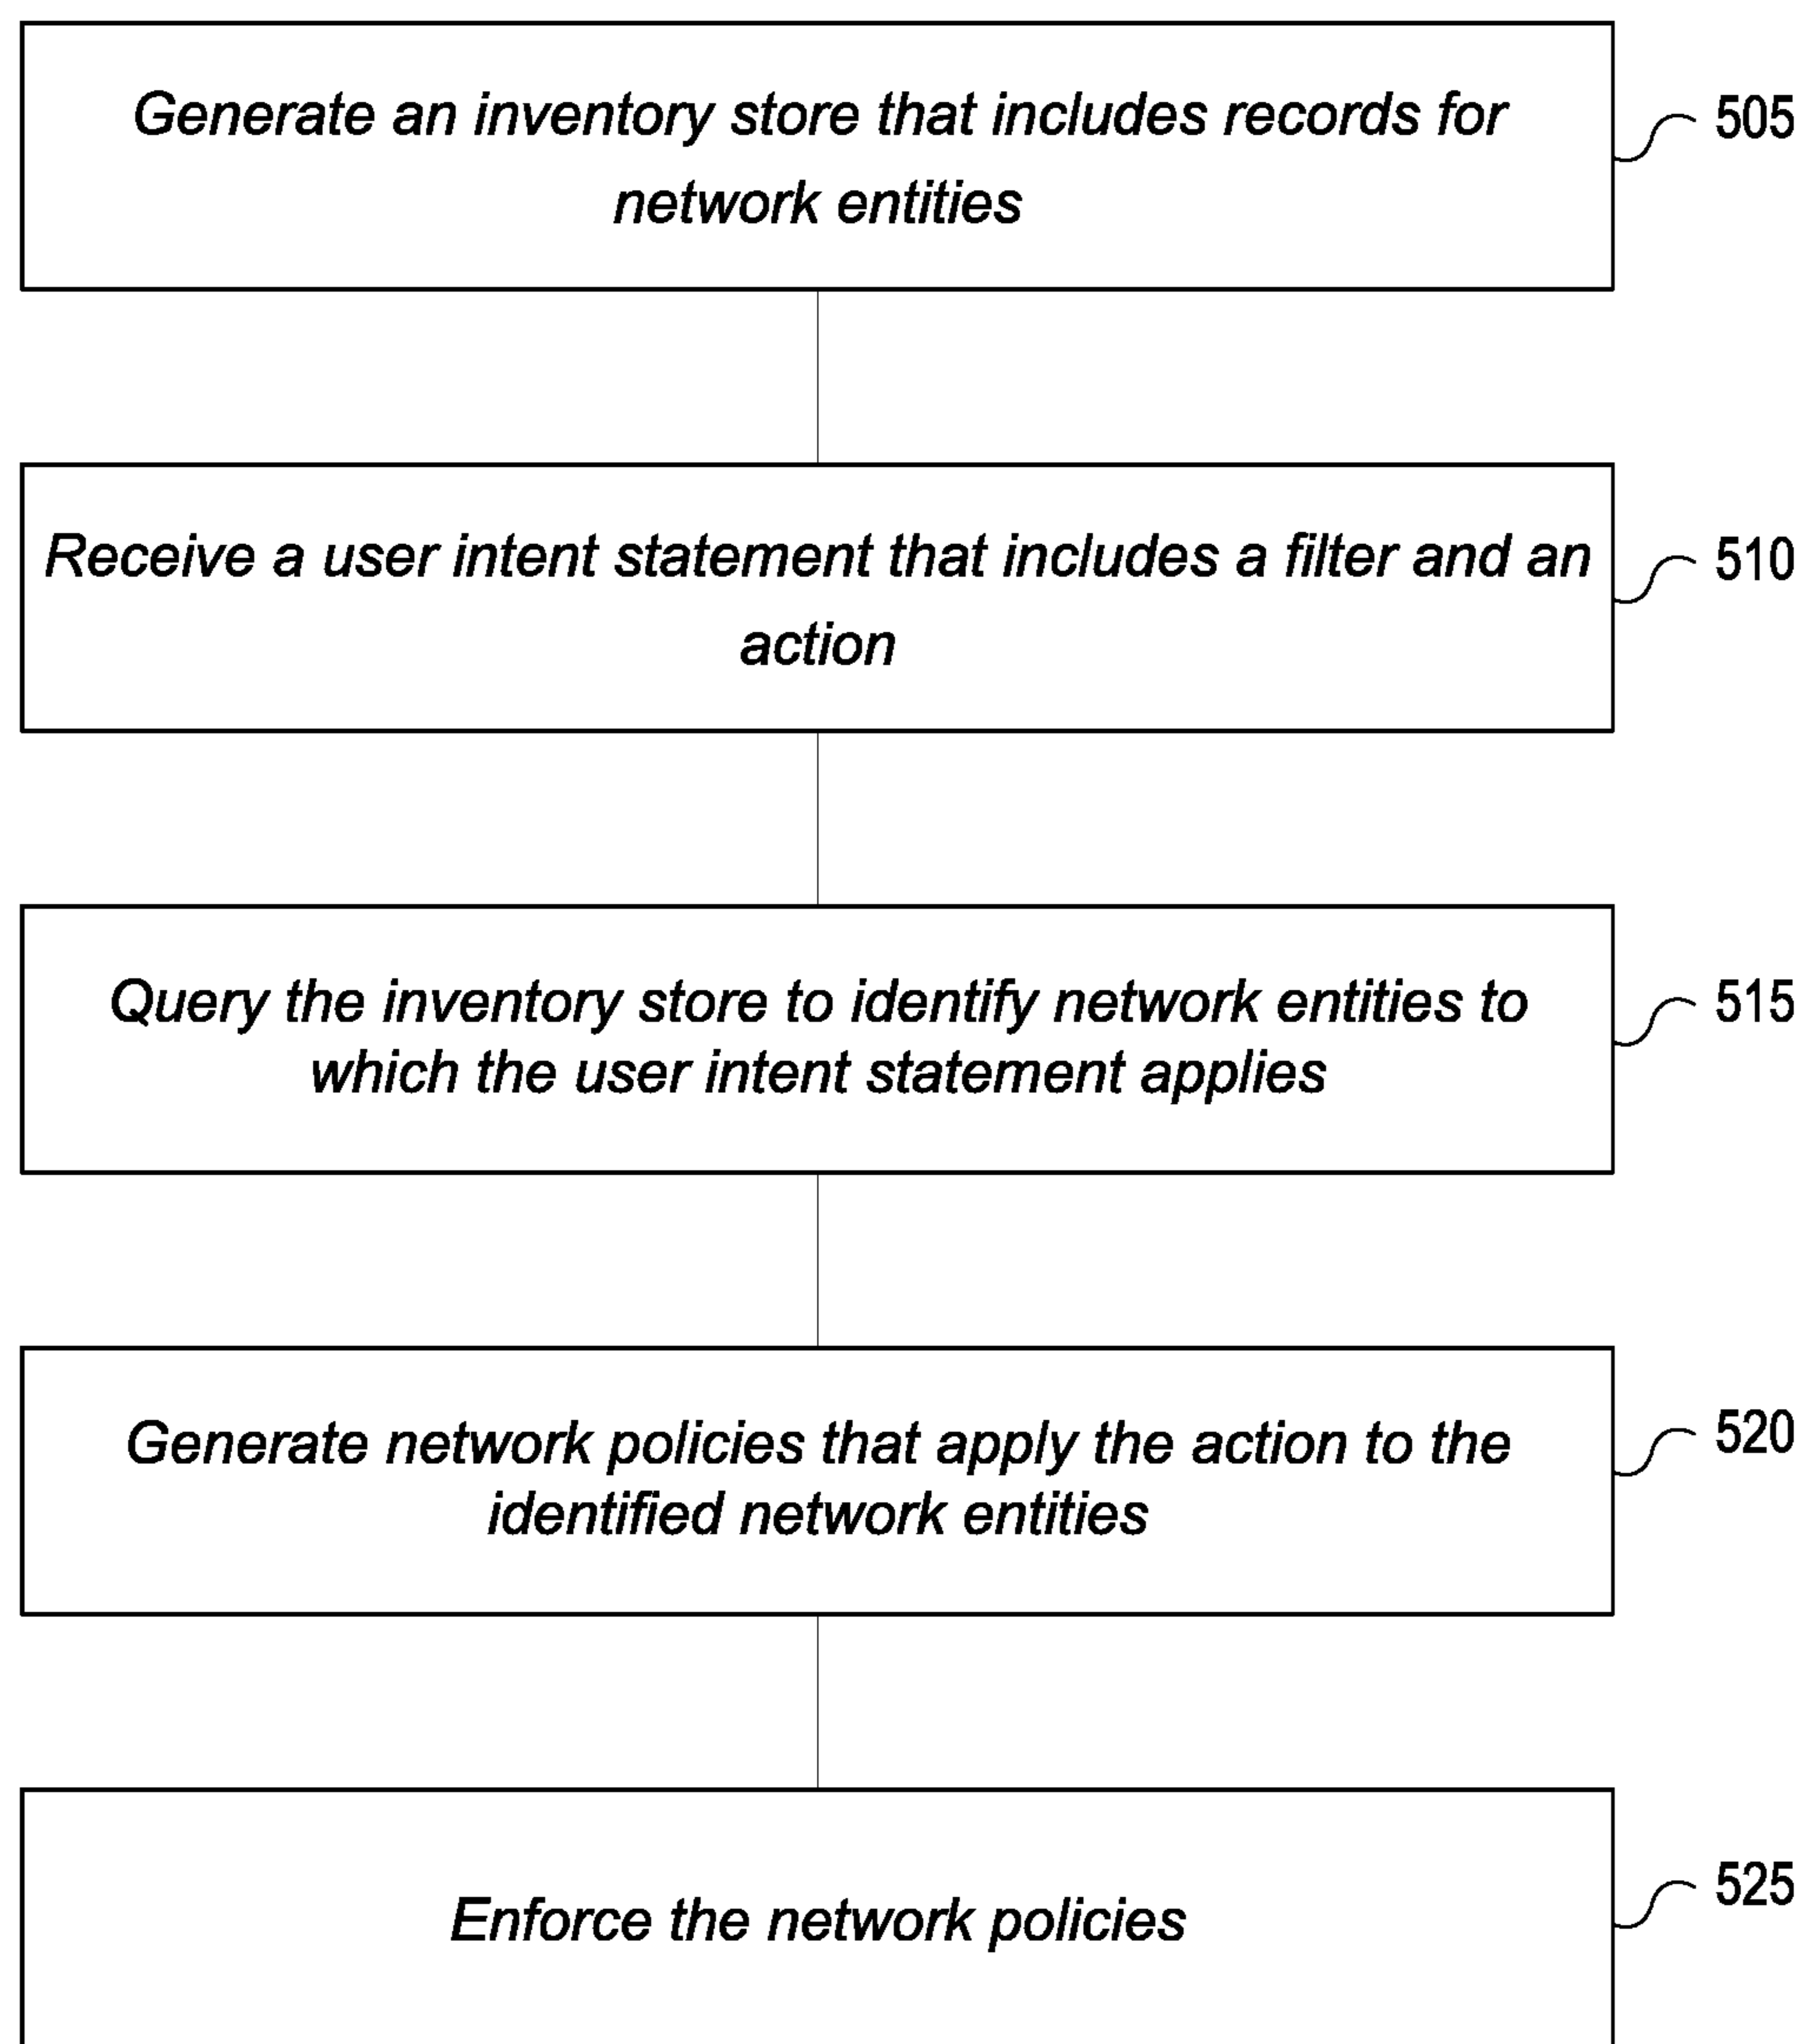 Generate an inventory store that includes records for
network entities
505
Receive a user intent statement that includes a filter and an
action
510
Query the inventory store to identify network entities to
which the user intent statement applies
515
Generate network policies that apply the action to the
identified network entities
520
Enforce the network policies
525